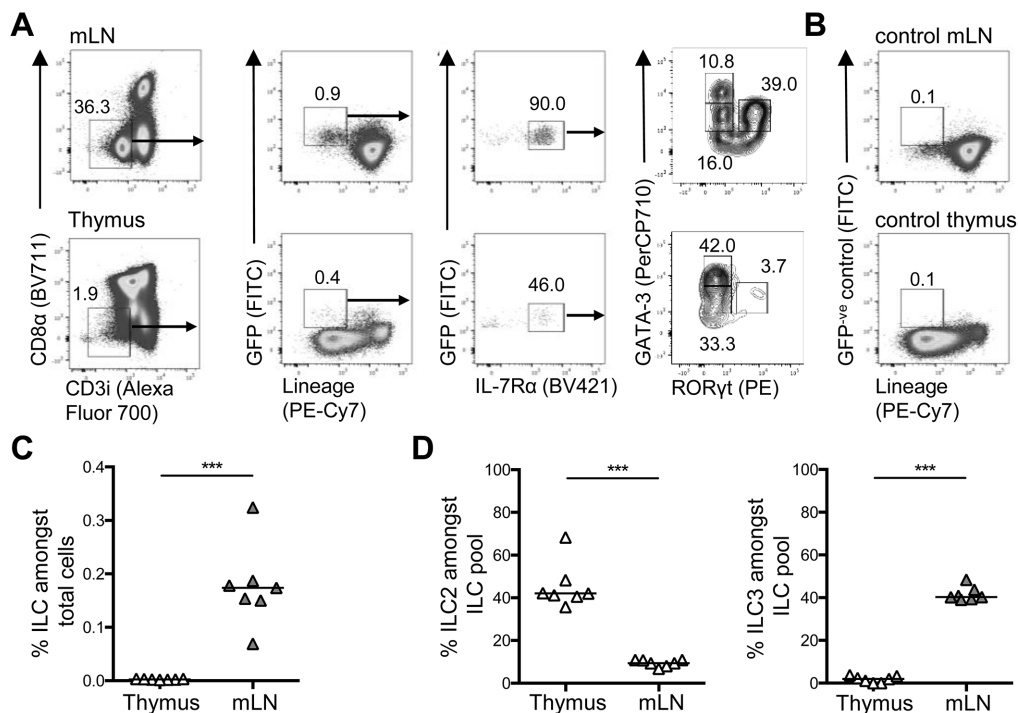 A
B
mLN
control mLN
36.3
0.9
90.0
10.8
39.0
16.0
0.1
Thymus
control thymus
1.9
0.4
46.0
42.0
3.7
33.3
0.1
CD8α (BV711)
GFP (FITC)
GFP (FITC)
GATA-3 (PerCP710)
GFP-ve control (FITC)
CD3i (Alexa
Fluor 700)
Lineage
(PE-Cy7)
IL-7Rα (BV421)
RORγt (PE)
Lineage
(PE-Cy7)
C
% ILC amongst
total cells
0.4
0.3
0.2
0.1
0.0
***
Thymus
mLN
D
% ILC2 amongst
ILC pool
100
80
60
40
20
0
***
Thymus
mLN
% ILC3 amongst
ILC pool
100
80
60
40
20
0
***
Thymus
mLN